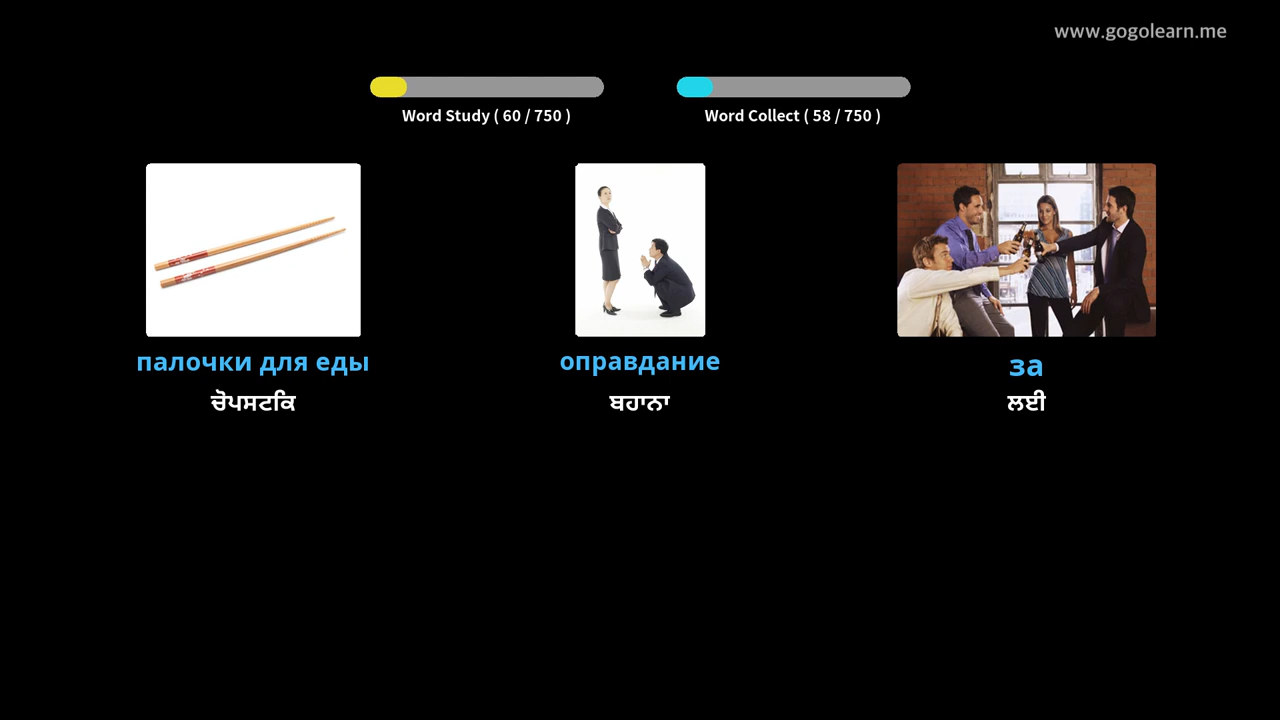 www.gogolearn.me
Word Study ( 60 / 750 )
Word Collect ( 58 / 750 )
палочки для еды
оправдание
за
ਚੋਪਸਟਕਿ
ਬਹਾਨਾ
ਲਈ